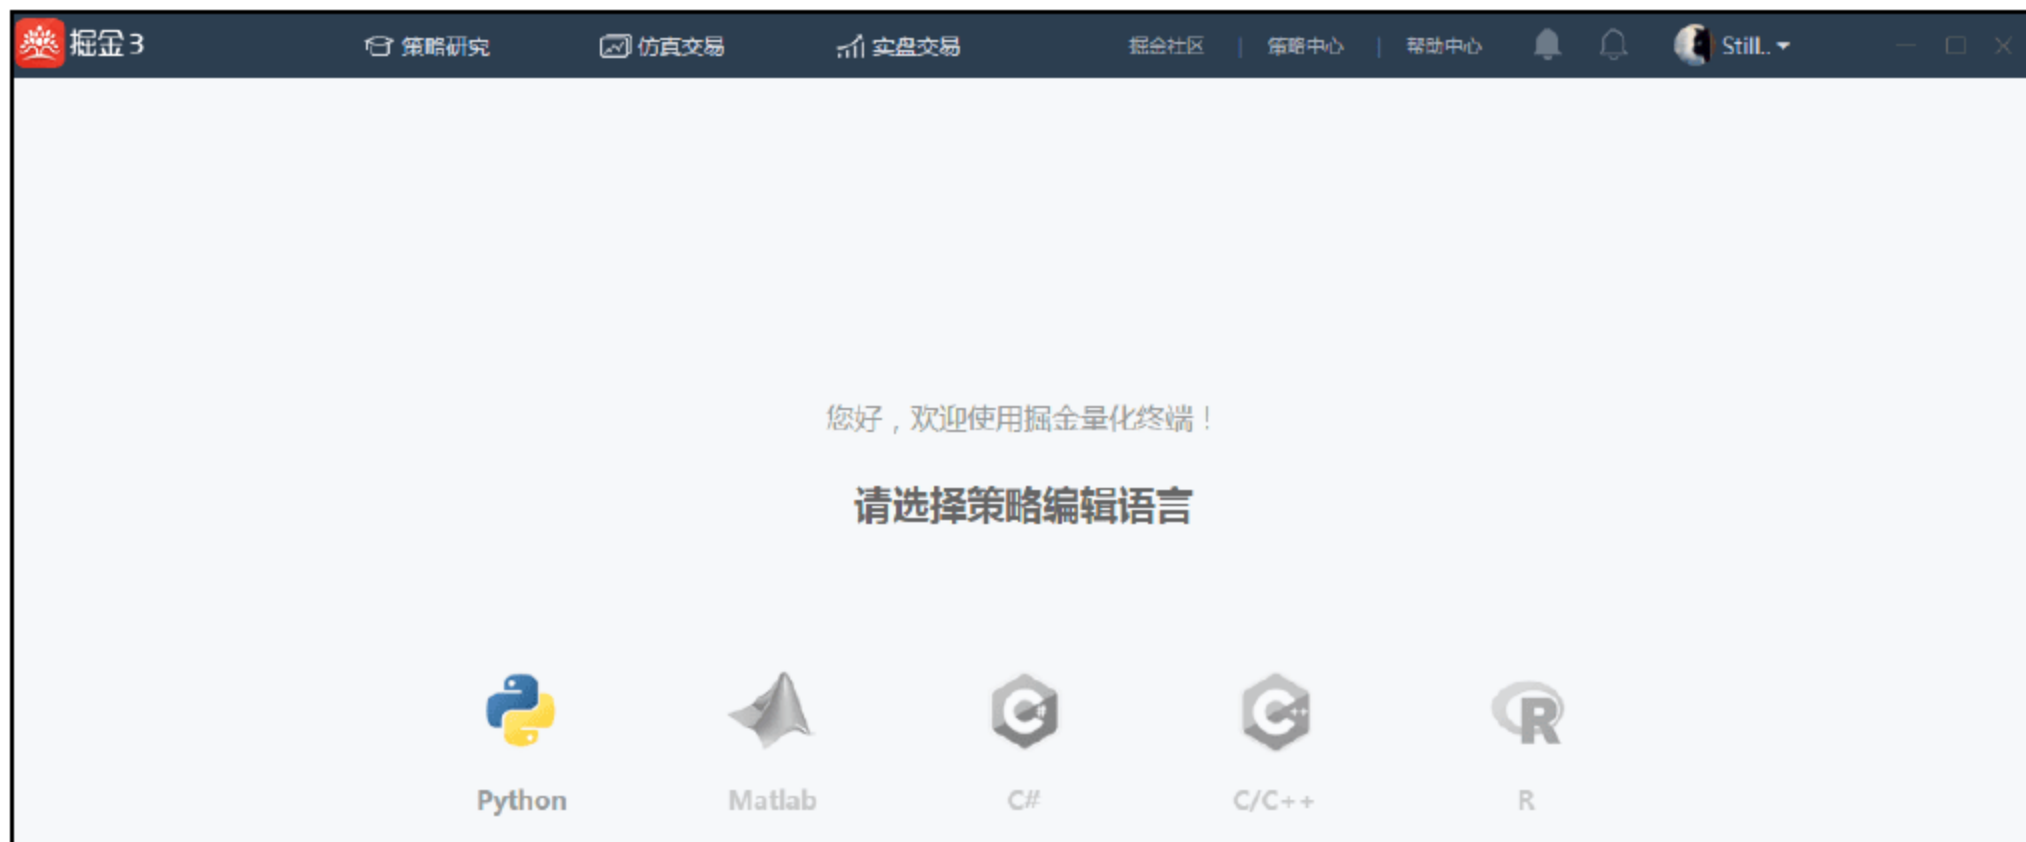 掘金3 策略研究 仿真交易 实盘交易 掘金社区 | 策略中心 | 帮助中心 Still..
您好，欢迎使用掘金量化终端！
请选择策略编辑语言
Python Matlab C# C/C++ R